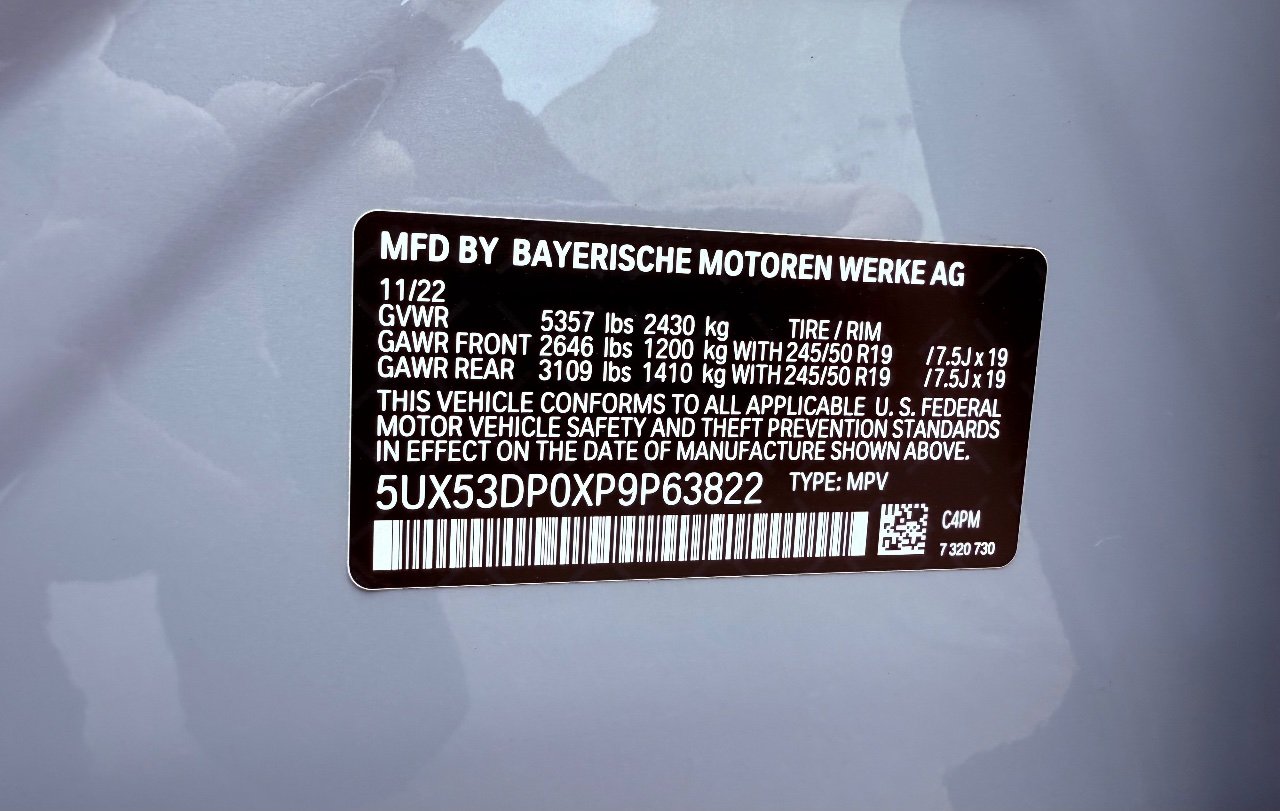 MFD BY BAYERISCHE MOTOREN WERKE AG
11/22
GVWR 5357 lbs 2430 kg TIRE / RIM
GAWR FRONT 2646 lbs 1200 kg WITH 245/50 R19 /7.5J x 19
GAWR REAR 3109 lbs 1410 kg WITH 245/50 R19 /7.5J x 19
THIS VEHICLE CONFORMS TO ALL APPLICABLE U. S. FEDERAL
MOTOR VEHICLE SAFETY AND THEFT PREVENTION STANDARDS
IN EFFECT ON THE DATE OF MANUFACTURE SHOWN ABOVE.
5UX53DP0XP9P63822 TYPE: MPV
C4PM
7 320 730